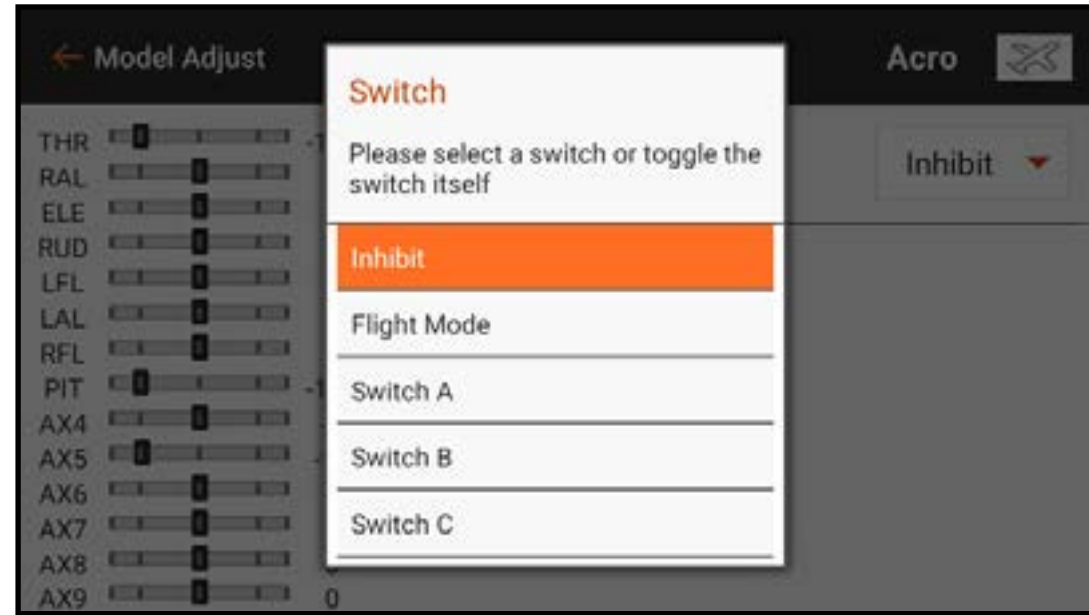 ← Model Adjust
Acro
Switch
Please select a switch or toggle the
switch itself
Inhibit
Flight Mode
Switch A
Switch B
Switch C
Inhibit
THR
RAL
ELE
RUD
LFL
LAL
RFL
PIT
AX4
AX5
AX6
AX7
AX8
AX9 0